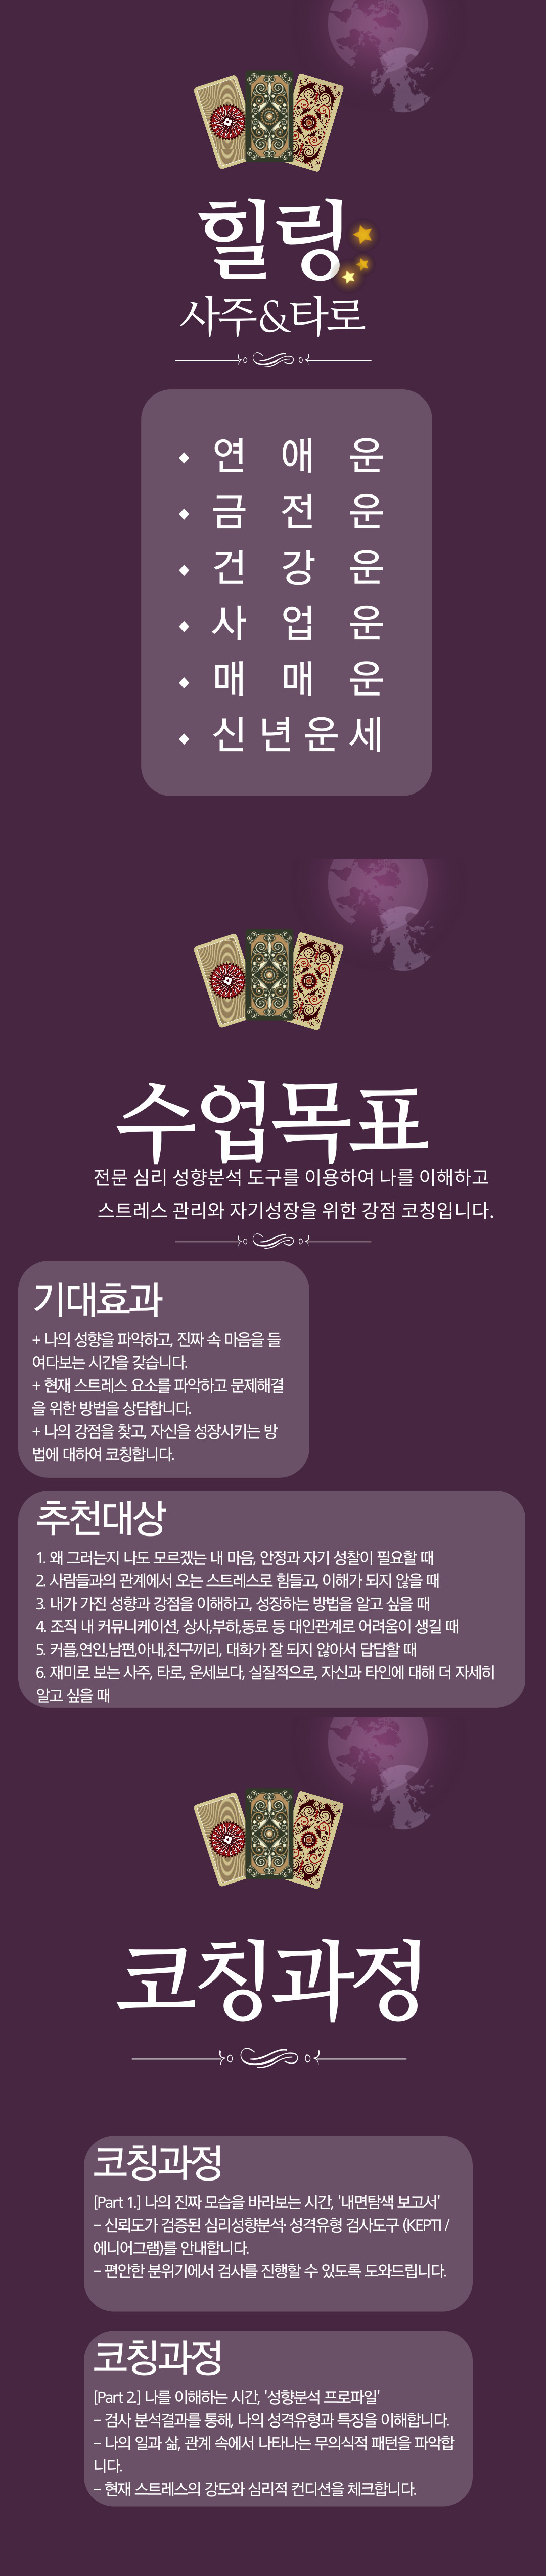 힐링
사주&타로
◆ 연 애 운
◆ 금 전 운
◆ 건 강 운
◆ 사 업 운
◆ 매 매 운
◆ 신년운세
수업목표
전문 심리 성향분석 도구를 이용하여 나를 이해하고
스트레스 관리와 자기성장을 위한 강점 코칭입니다.
기대효과
+ 나의 성향을 파악하고, 진짜 속 마음을 들
여다보는 시간을 갖습니다.
+ 현재 스트레스 요소를 파악하고 문제해결
을 위한 방법을 상담합니다.
+ 나의 강점을 찾고, 자신을 성장시키는 방
법에 대하여 코칭합니다.
추천대상
1. 왜 그러는지 나도 모르겠는 내 마음, 안정과 자기 성찰이 필요할 때
2. 사람들과의 관계에서 오는 스트레스로 힘들고, 이해가 되지 않을 때
3. 내가 가진 성향과 강점을 이해하고, 성장하는 방법을 알고 싶을 때
4. 조직 내 커뮤니케이션, 상사,부하,동료 등 대인관계로 어려움이 생길 때
5. 커플,연인,남편,아내,친구끼리, 대화가 잘 되지 않아서 답답할 때
6. 재미로 보는 사주, 타로, 운세보다, 실질적으로, 자신과 타인에 대해 더 자세히
알고 싶을 때
코칭과정
코칭과정
[Part 1.] 나의 진짜 모습을 바라보는 시간, '내면탐색 보고서'
– 신뢰도가 검증된 심리성향분석· 성격유형 검사도구 (KEPTI /
에니어그램)를 안내합니다.
– 편안한 분위기에서 검사를 진행할 수 있도록 도와드립니다.
코칭과정
[Part 2.] 나를 이해하는 시간, '성향분석 프로파일'
– 검사 분석결과를 통해, 나의 성격유형과 특징을 이해합니다.
– 나의 일과 삶, 관계 속에서 나타나는 무의식적 패턴을 파악합
니다.
– 현재 스트레스의 강도와 심리적 컨디션을 체크합니다.